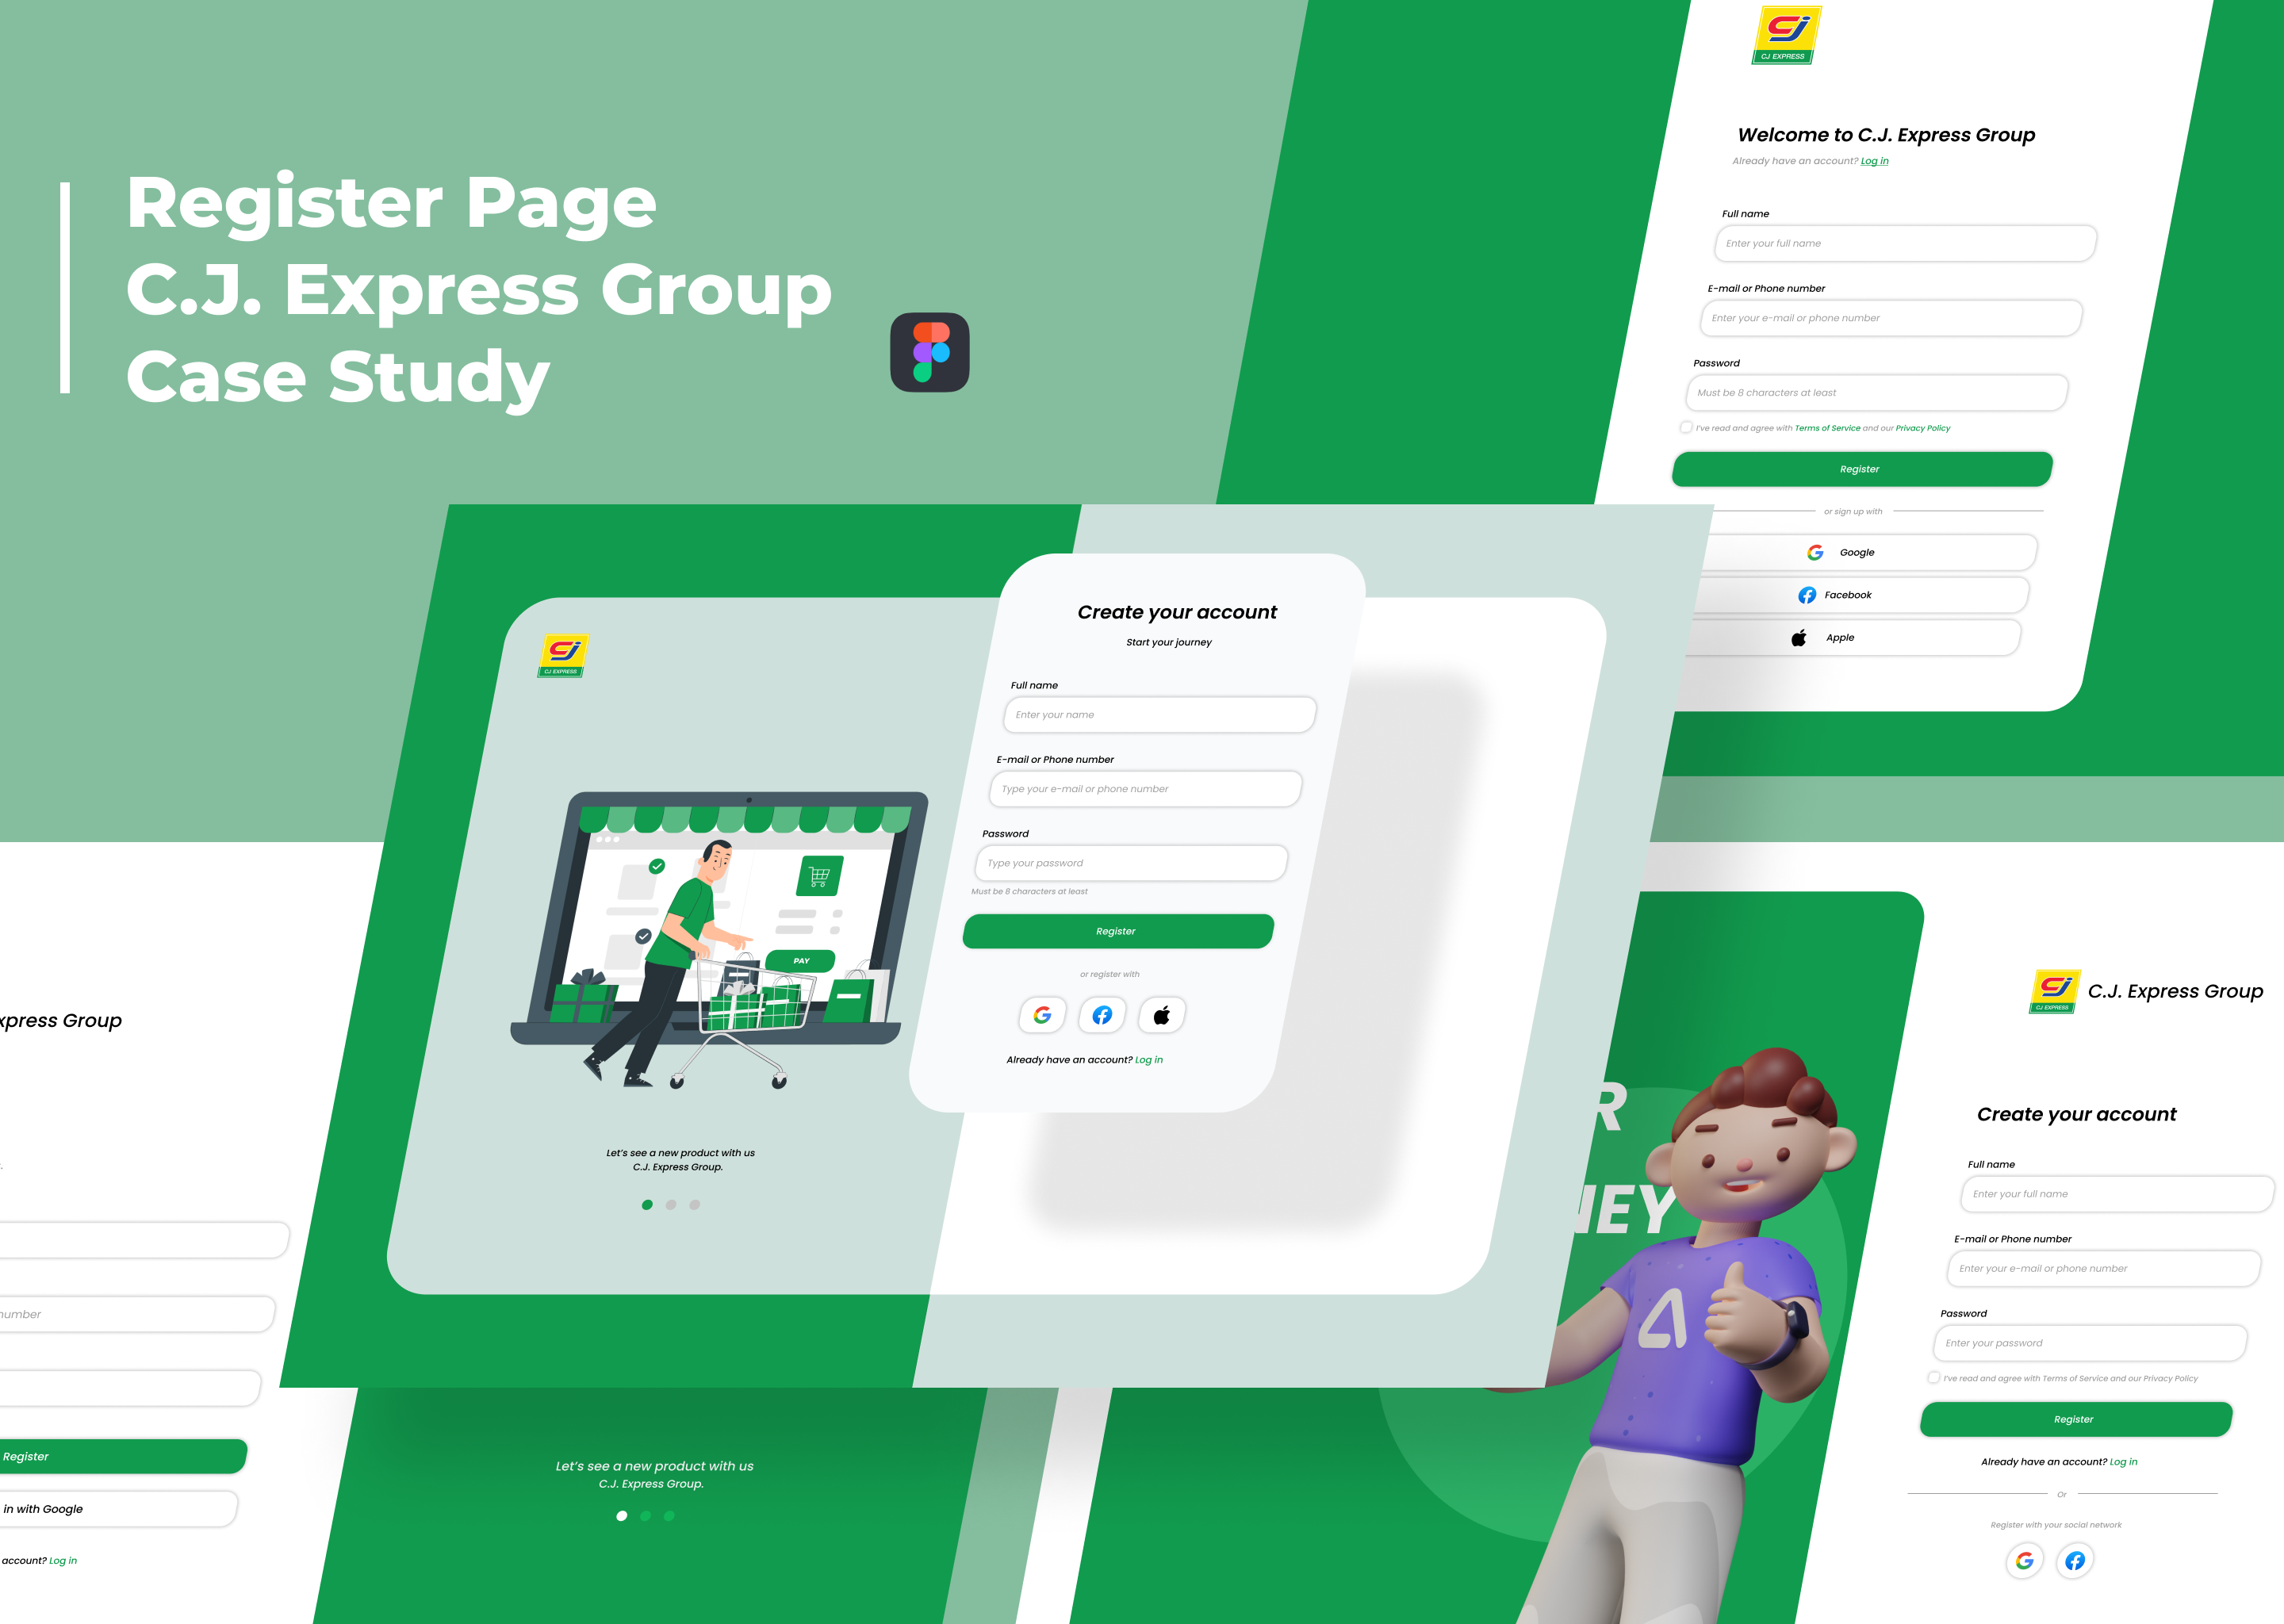 Register Page
C.J. Express Group
Case Study
CJ EXPRESS
Welcome to C.J. Express Group
Already have an account? Log in
Full name
Enter your full name
E-mail or Phone number
Enter your e-mail or phone number
Password
Must be 8 characters at least
I've read and agree with Terms of Service and our Privacy Policy
Register
or sign up with
Google
Facebook
Apple
CJ EXPRESS
PAY
Let's see a new product with us
C.J. Express Group.
Create your account
Start your journey
Full name
Enter your name
E-mail or Phone number
Type your e-mail or phone number
Password
Type your password
Must be 8 characters at least
Register
or register with
Already have an account? Log in
xpress Group
number
Register
in with Google
account? Log in
Let's see a new product with us
C.J. Express Group.
R
NEY
CJ EXPRESS
C.J. Express Group
Create your account
Full name
Enter your full name
E-mail or Phone number
Enter your e-mail or phone number
Password
Enter your password
I've read and agree with Terms of Service and our Privacy Policy
Register
Already have an account? Log in
Or
Register with your social network